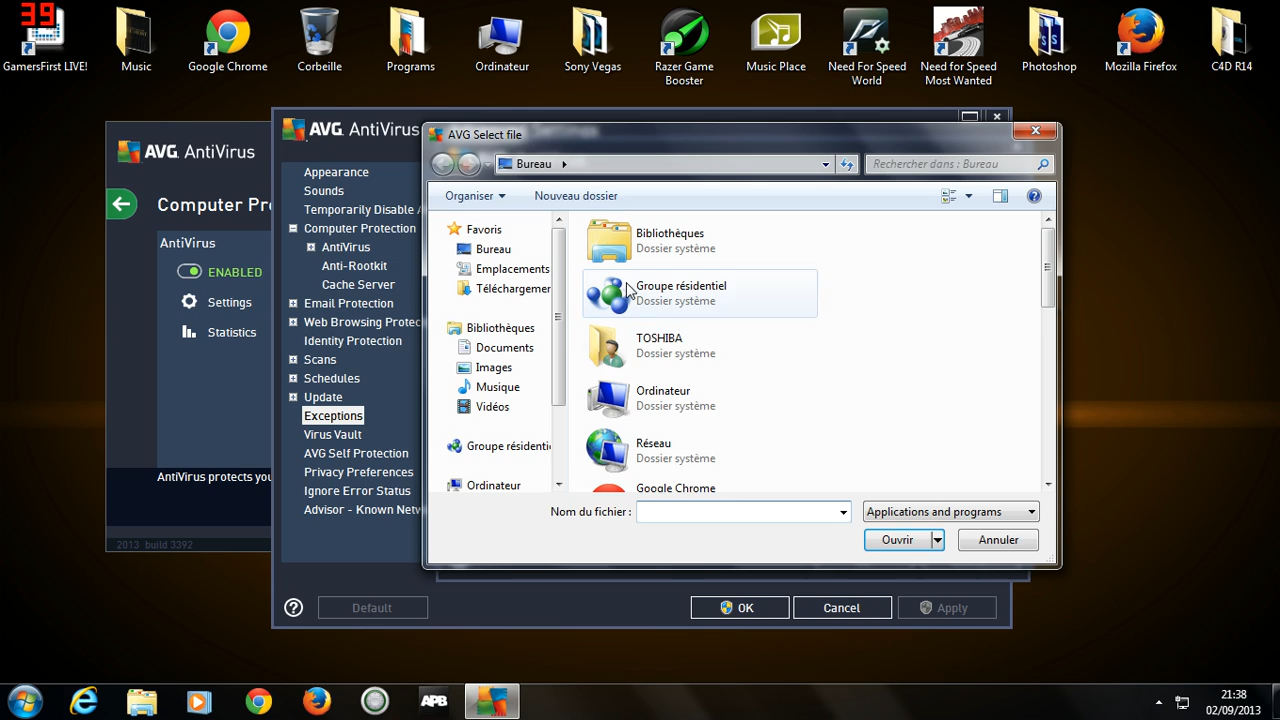 39
GamersFirst LIVE!
Music
Google Chrome
Corbeille
Programs
Ordinateur
Sony Vegas
Razer Game
Booster
Music Place
Need For Speed
World
Need for Speed
Most Wanted
Photoshop
Mozilla Firefox
C4D R14
AVG. AntiVirus
Computer Pr
AntiVirus
ENABLED
Settings
Statistics
AntiVirus protects you
2013 build 3392
AVG. AntiVirus
Appearance
Sounds
Temporarily Disable A
Computer Protection
AntiVirus
Anti-Rootkit
Cache Server
Email Protection
Web Browsing Protec
Identity Protection
Scans
Schedules
Update
Exceptions
Virus Vault
AVG Self Protection
Privacy Preferences
Ignore Error Status
Advisor - Known Netw
Default
OK
Cancel
Apply
AVG Select file
Bureau
Rechercher dans : Bureau
Organiser
Nouveau dossier
Favoris
Bureau
Emplacements
Téléchargemer
Bibliothèques
Documents
Images
Musique
Vidéos
Groupe résidentie
Ordinateur
Bibliothèques
Dossier système
Groupe résidentiel
Dossier système
TOSHIBA
Dossier système
Ordinateur
Dossier système
Réseau
Dossier système
Google Chrome
Nom du fichier :
Applications and programs
Ouvrir
Annuler
APB
21:38
02/09/2013